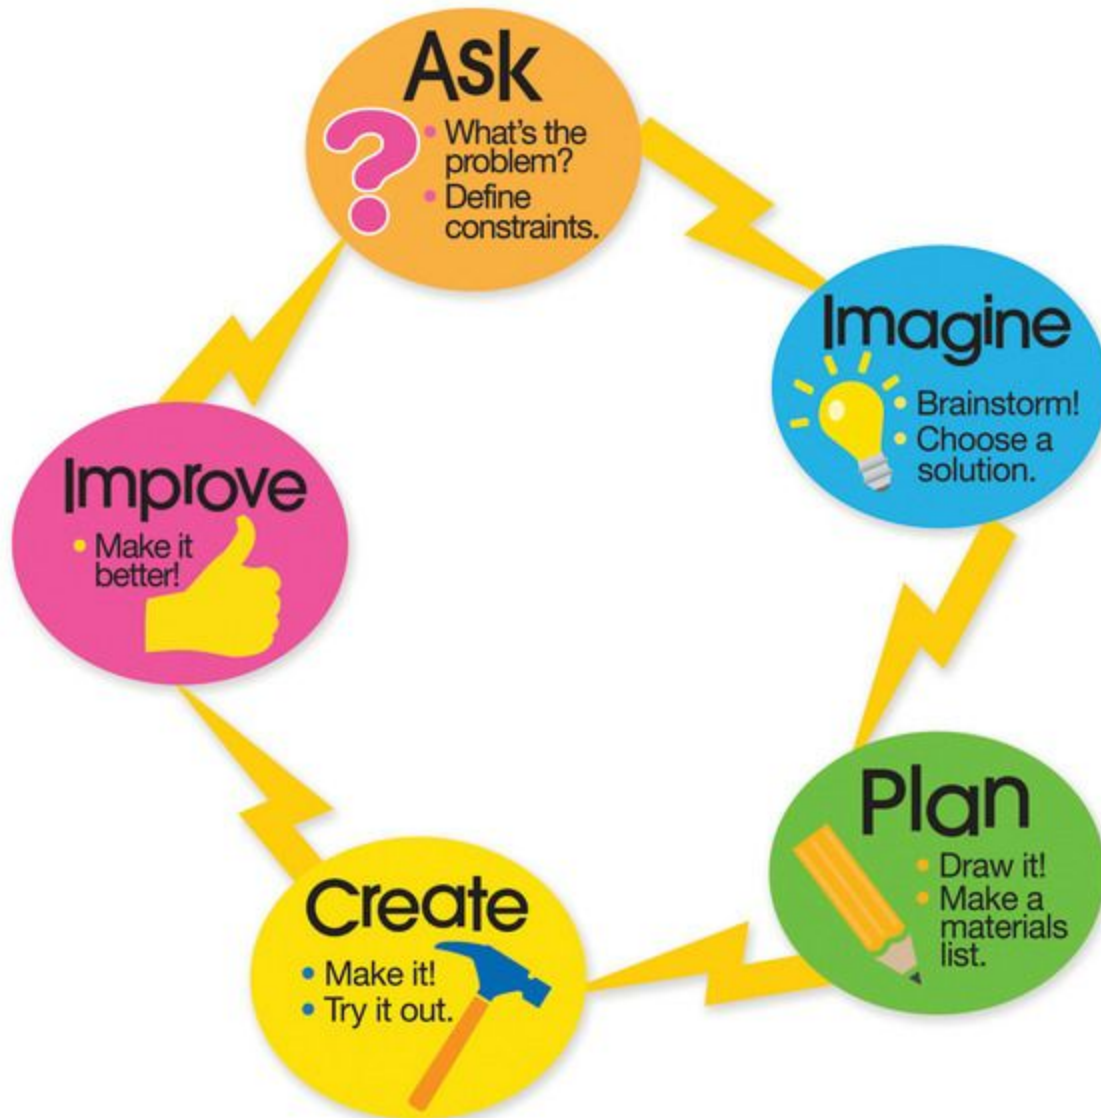 Ask
• What's the
problem?
• Define
constraints.
Imagine
• Brainstorm!
• Choose a
solution.
Plan
• Draw it!
• Make a
materials
list.
Create
• Make it!
• Try it out.
Improve
• Make it
better!